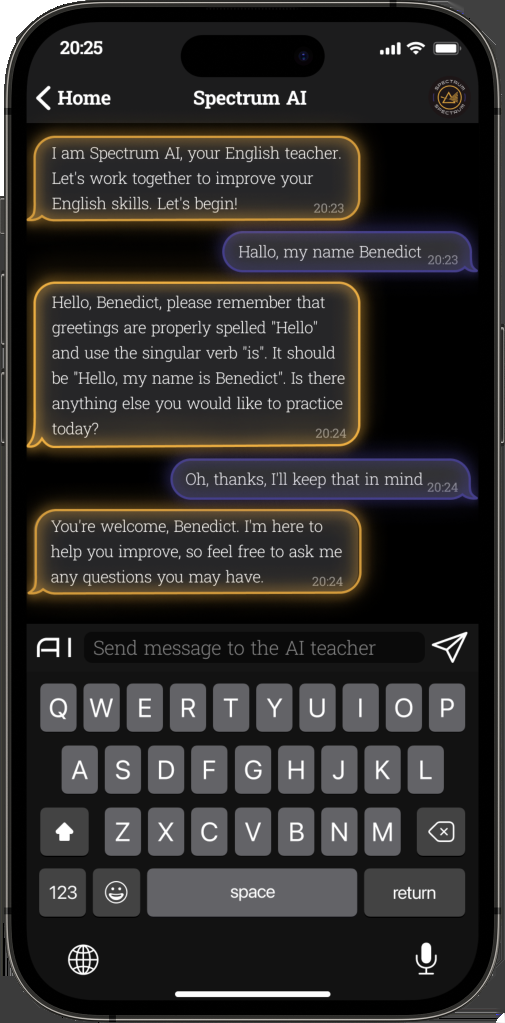 20:25
Home
Spectrum AI
SPECTRUM
SPECTRUM
I am Spectrum AI, your English teacher.
Let's work together to improve your
English skills. Let's begin!
20:23
Hallo, my name Benedict
20:23
Hello, Benedict, please remember that
greetings are properly spelled "Hello"
and use the singular verb "is". It should
be "Hello, my name is Benedict". Is there
anything else you would like to practice
today?
20:24
Oh, thanks, I'll keep that in mind
20:24
You're welcome, Benedict. I'm here to
help you improve, so feel free to ask me
any questions you may have.
20:24
AI
Send message to the AI teacher
Q W E R T Y U I O P
A S D F G H J K L
Z X C V B N M
123
space
return